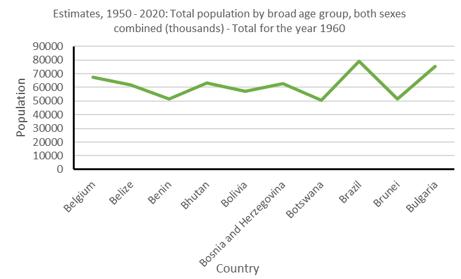 Estimates, 1950 - 2020: Total population by broad age group, both sexes
combined (thousands) - Total for the year 1960
Population
90000
80000
70000
60000
50000
40000
30000
20000
10000
0
Belgium
Belize
Benin
Bhutan
Bolivia
Bosnia and Herzegovina
Botswana
Brazil
Brunei
Bulgaria
Country